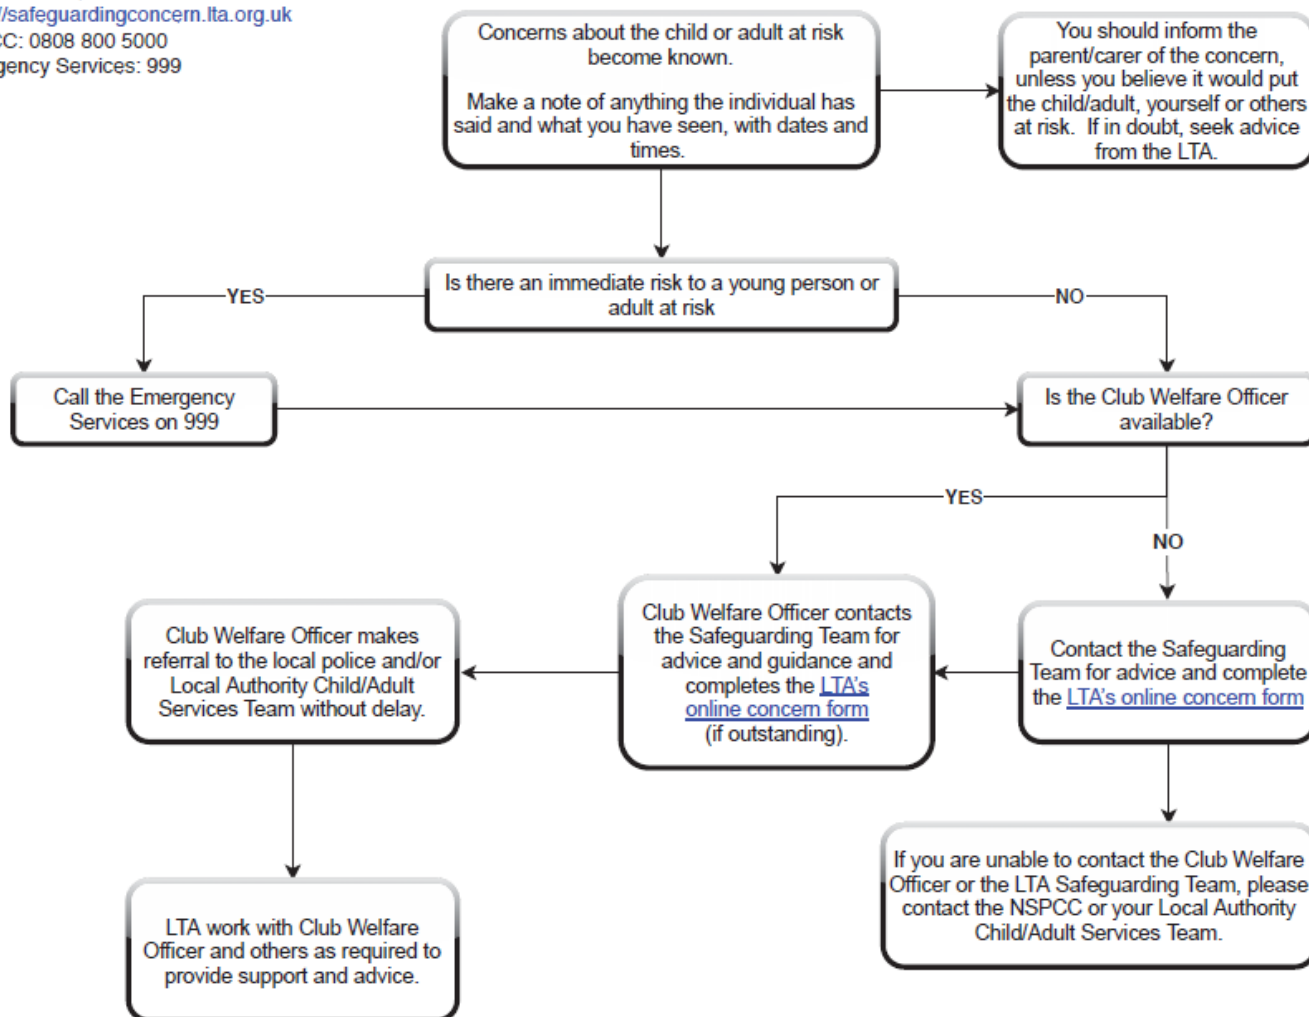 //safeguardingconcern.lta.org.uk
CC: 0808 800 5000
gency Services: 999
Concerns about the child or adult at risk
become known.
Make a note of anything the individual has
said and what you have seen, with dates and
times.
You should inform the
parent/carer of the concern,
unless you believe it would put
the child/adult, yourself or others
at risk. If in doubt, seek advice
from the LTA.
Is there an immediate risk to a young person or
adult at risk
YES
NO
Call the Emergency
Services on 999
Is the Club Welfare Officer
available?
YES
NO
Club Welfare Officer makes
referral to the local police and/or
Local Authority Child/Adult
Services Team without delay.
Club Welfare Officer contacts
the Safeguarding Team for
advice and guidance and
completes the LTA's
online concern form
(if outstanding).
Contact the Safeguarding
Team for advice and complete
the LTA's online concern form
LTA work with Club Welfare
Officer and others as required to
provide support and advice.
If you are unable to contact the Club Welfare
Officer or the LTA Safeguarding Team, please
contact the NSPCC or your Local Authority
Child/Adult Services Team.